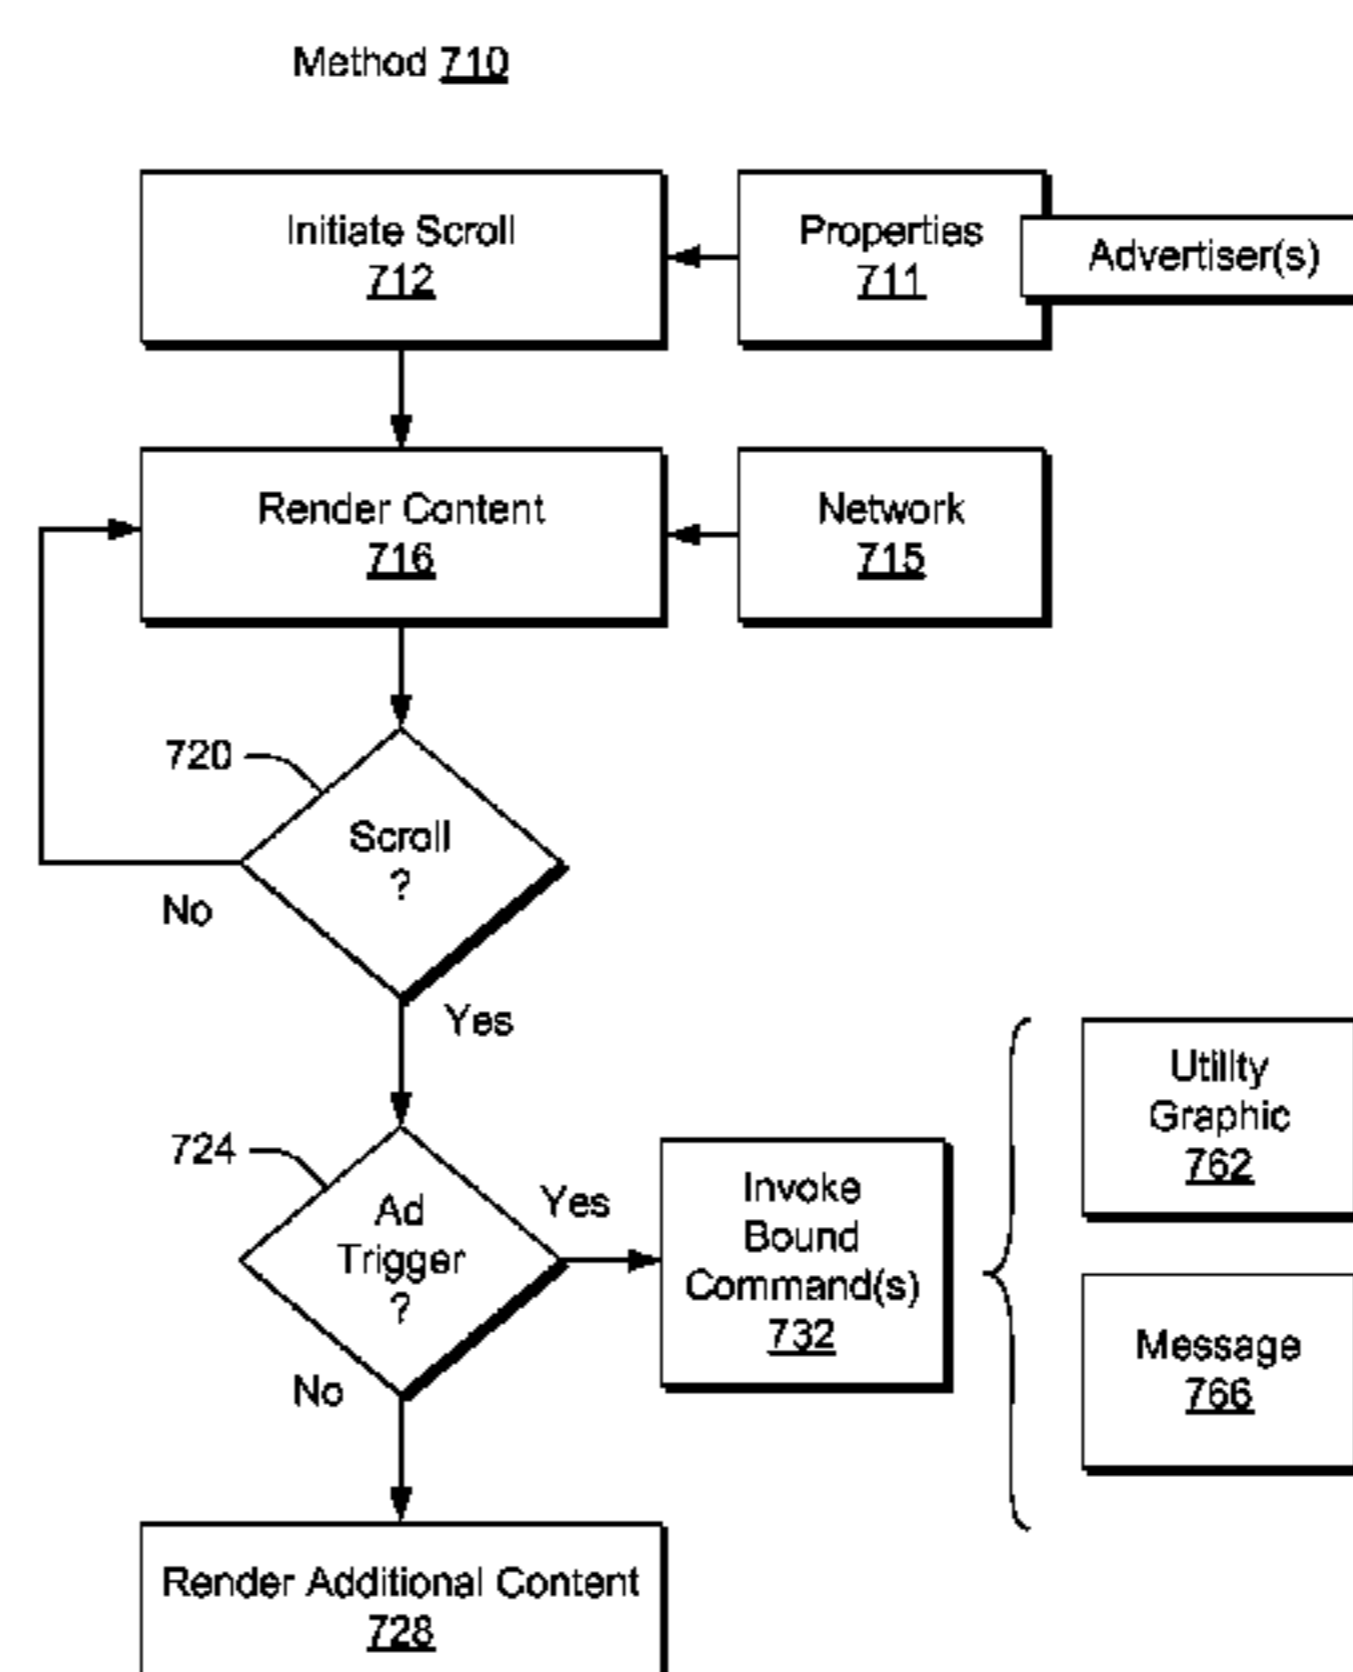 Method 710
Initiate Scroll
712
Properties
711
Advertiser(s)
Render Content
716
Network
715
720
Scroll
?
No
Yes
724
Ad
Trigger
?
Yes
No
Invoke
Bound
Command(s)
732
Utility
Graphic
762
Message
766
Render Additional Content
728